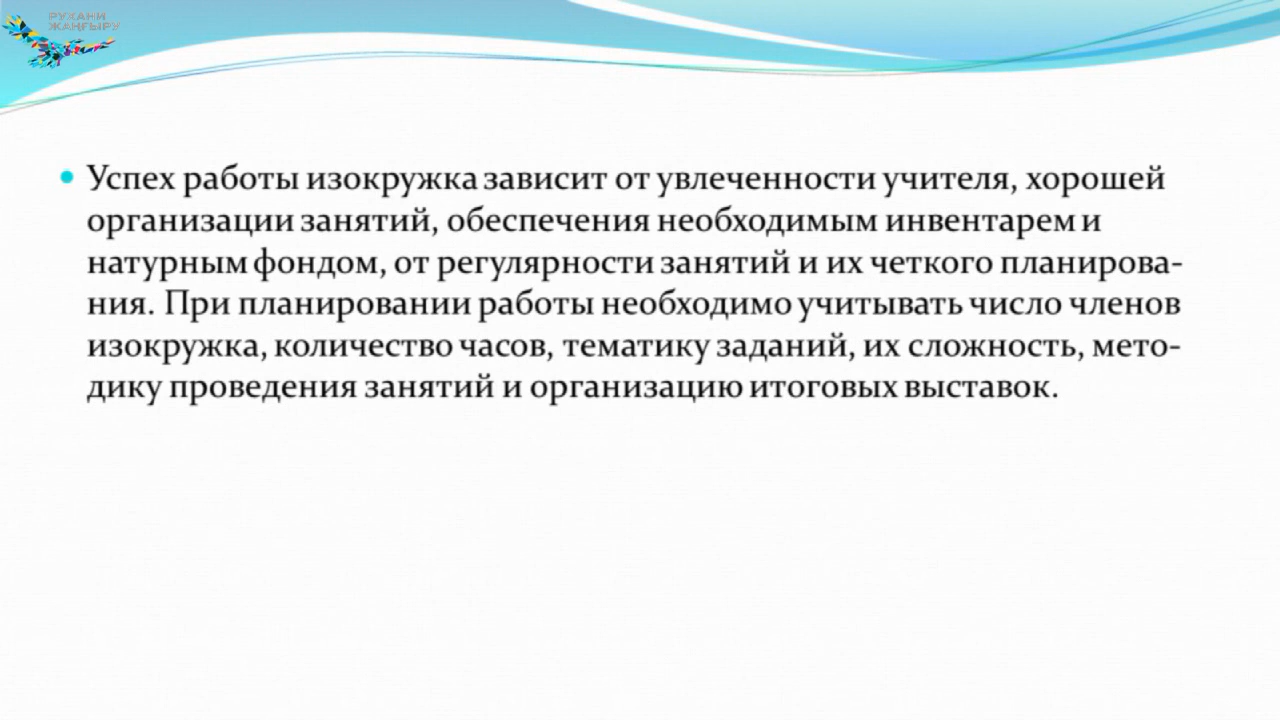 РУХАНИ
ЖАҢҒЫРУ
Успех работы изокружка зависит от увлеченности учителя, хорошей
организации занятий, обеспечения необходимым инвентарем и
натурным фондом, от регулярности занятий и их четкого планирова-
ния. При планировании работы необходимо учитывать число членов
изокружка, количество часов, тематику заданий, их сложность, мето-
дику проведения занятий и организацию итоговых выставок.